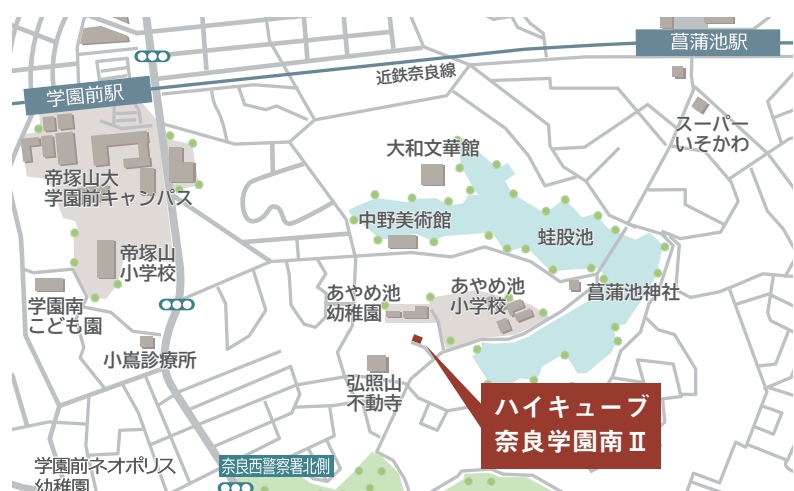 菖蒲池駅
近鉄奈良線
学園前駅
スーパー
いそかわ
大和文華館
帝塚山大
学園前キャンパス
中野美術館
蛙股池
帝塚山
小学校
あやめ池
幼稚園
あやめ池
小学校
菖蒲池神社
学園南
こども園
小嶌診療所
弘照山
不動寺
ハイキューブ
奈良学園南Ⅱ
学園前ネオポリス
幼稚園
奈良西警察署北側